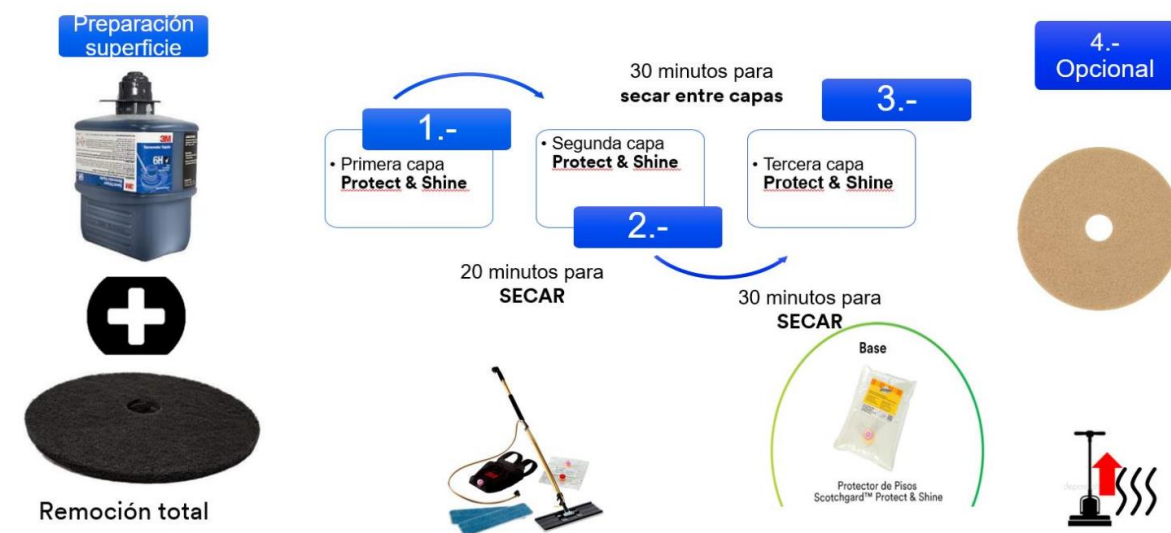 Preparación
superficie
3M
6H
Remoción total
1.-
• Primera capa
Protect & Shine
20 minutos para
SECAR
• Segunda capa
Protect & Shine
2.-
30 minutos para
secar entre capas
3.-
• Tercera capa
Protect & Shine
30 minutos para
SECAR
Base
Protector de Pisos
Scotchgard™ Protect & Shine
4.-
Opcional